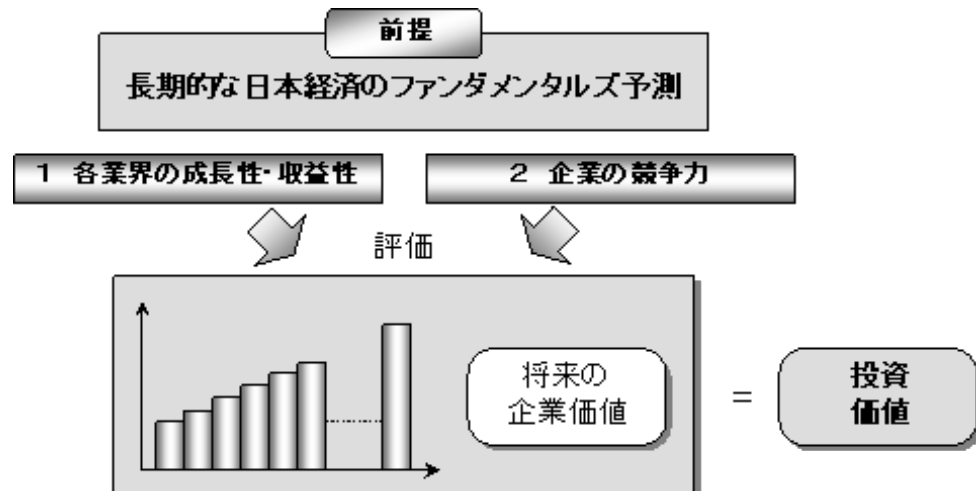 前提
長期的な日本経済のファンダメンタルズ予測
1 各業界の成長性・収益性
2 企業の競争力
評価
将来の
企業価値
=
投資
価値